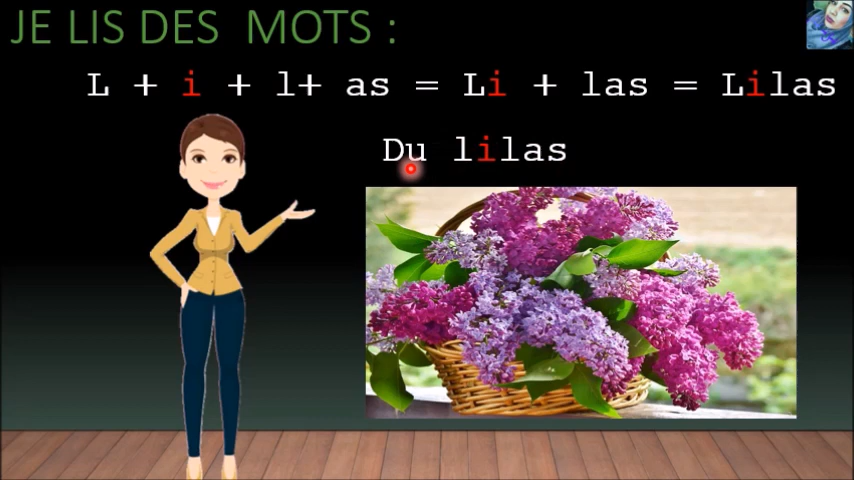 JE LIS DES MOTS :
L + i + l+ as = Li + las = Lilas
Du lilas